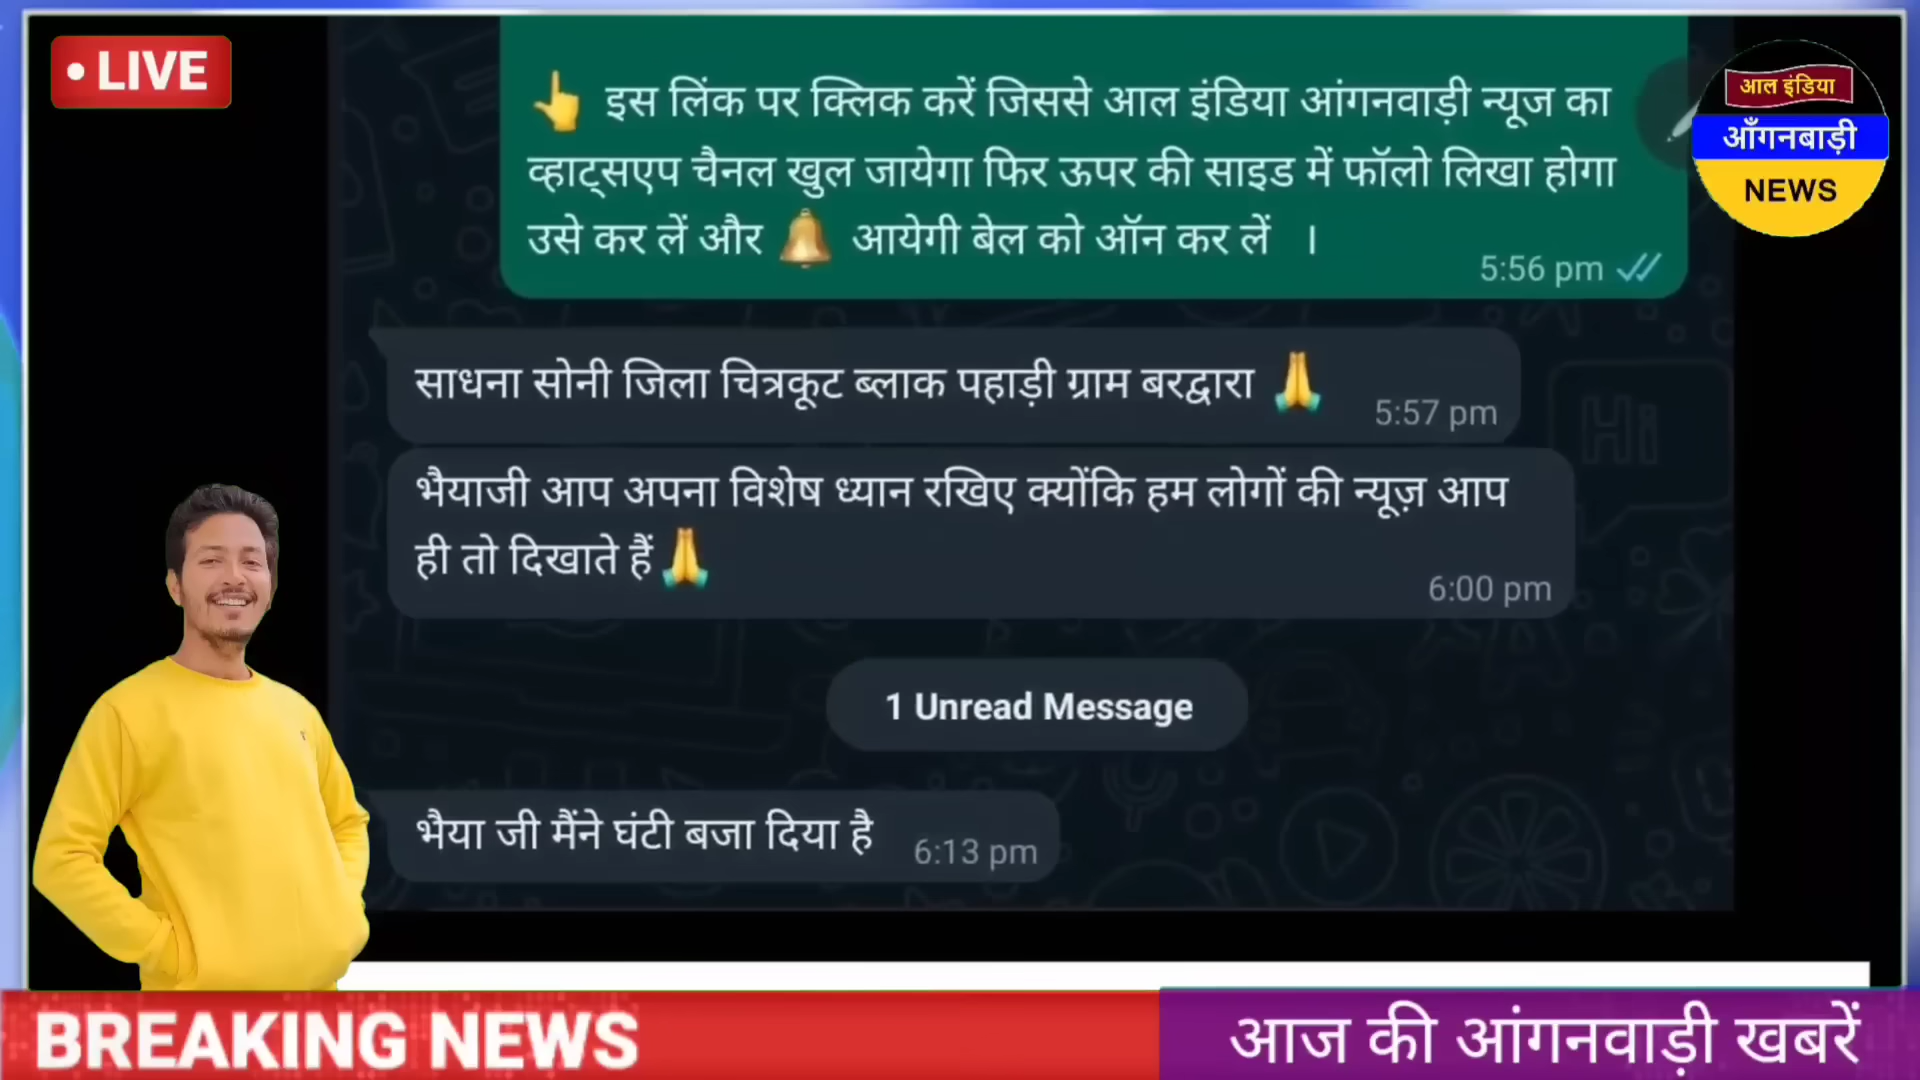 • LIVE
👆 इस लिंक पर क्लिक करें जिससे आल इंडिया आंगनवाड़ी न्यूज का
व्हाट्सएप चैनल खुल जायेगा फिर ऊपर की साइड में फॉलो लिखा होगा
उसे कर लें और 🔔 आयेगी बेल को ऑन कर लें ।
5:56 pm
आल इंडिया
आँगनबाड़ी
NEWS
साधना सोनी जिला चित्रकूट ब्लाक पहाड़ी ग्राम बरद्वारा 🙏
5:57 pm
भैयाजी आप अपना विशेष ध्यान रखिए क्योंकि हम लोगों की न्यूज़ आप
ही तो दिखाते हैं🙏
6:00 pm
1 Unread Message
भैया जी मैंने घंटी बजा दिया है
6:13 pm
BREAKING NEWS
आज की आंगनवाड़ी खबरें